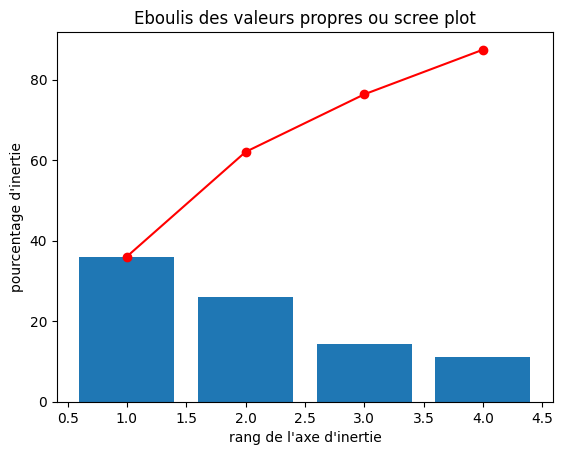 Eboulis des valeurs propres ou scree plot
pourcentage d'inertie
80
60
40
20
0
0.5 1.0 1.5 2.0 2.5 3.0 3.5 4.0 4.5
rang de l'axe d'inertie